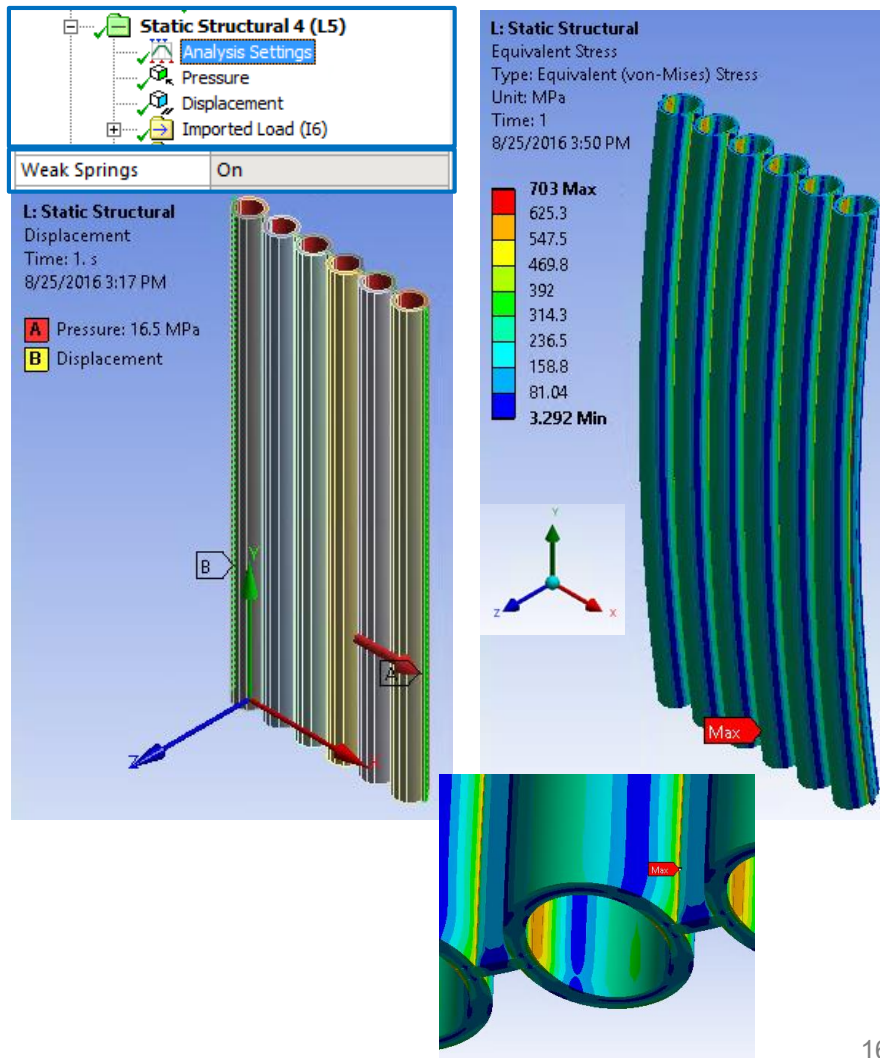 Static Structural 4 (L5)
Analysis Settings
Pressure
Displacement
Imported Load (I6)
Weak Springs On
L: Static Structural
Displacement
Time: 1. s
8/25/2016 3:17 PM
A Pressure: 16.5 MPa
B Displacement
B
A
Y
Z
X
L: Static Structural
Equivalent Stress
Type: Equivalent (von-Mises) Stress
Unit: MPa
Time: 1
8/25/2016 3:50 PM
703 Max
625.3
547.5
469.8
392
314.3
236.5
158.8
81.04
3.292 Min
Y
Z
X
Max
Max
16